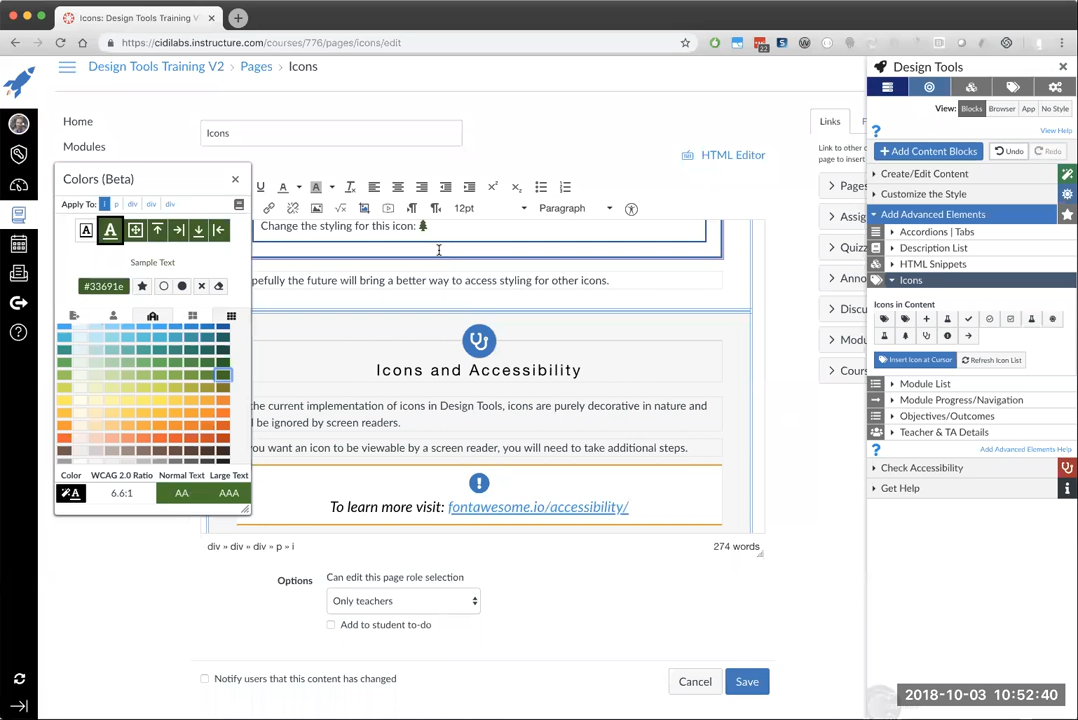 Icons: Design Tools Training V
https://cidilabs.instructure.com/courses/776/pages/icons/edit
22
Design Tools Training V2 > Pages > Icons
Design Tools
View: Blocks Browser App No Style
View Help
Add Content Blocks Undo Redo
Create/Edit Content
Customize the Style
Add Advanced Elements
Accordions | Tabs
Description List
HTML Snippets
Icons
Icons in Content
Insert Icon at Cursor Refresh Icon List
Module List
Module Progress/Navigation
Objectives/Outcomes
Teacher & TA Details
Add Advanced Elements Help
Check Accessibility
Get Help
Home
Modules
Icons
HTML Editor
Links
Link to other
page to insert
Pages
Assig
Quizz
Anno
Discu
Modu
Cours
12pt Paragraph
Colors (Beta)
Apply To: i p div div div
Sample Text
#33691e
Color WCAG 2.0 Ratio Normal Text Large Text
A 6.6:1 AA AAA
Change the styling for this icon:
pefully the future will bring a better way to access styling for other icons.
Icons and Accessibility
the current implementation of icons in Design Tools, icons are purely decorative in nature and
be ignored by screen readers.
you want an icon to be viewable by a screen reader, you will need to take additional steps.
To learn more visit: fontawesome.io/accessibility/
div » div » div » p » i
274 words
Options
Can edit this page role selection
Only teachers
Add to student to-do
Notify users that this content has changed
Cancel Save
2018-10-03 10:52:40